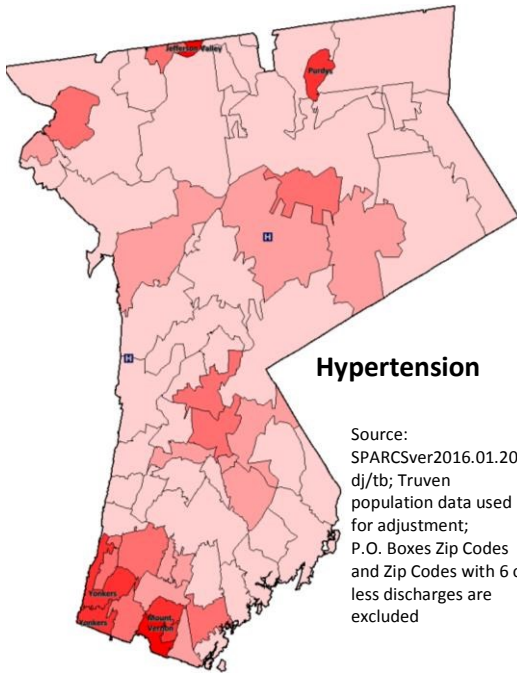 Jefferson Valley
Purdys
H
H
Hypertension
Source:
SPARCSver2016.01.20
dj/tb; Truven
population data used
for adjustment;
P.O. Boxes Zip Codes
and Zip Codes with 6 o
less discharges are
excluded
Yonkers
Yonkers
Mount
Vernon